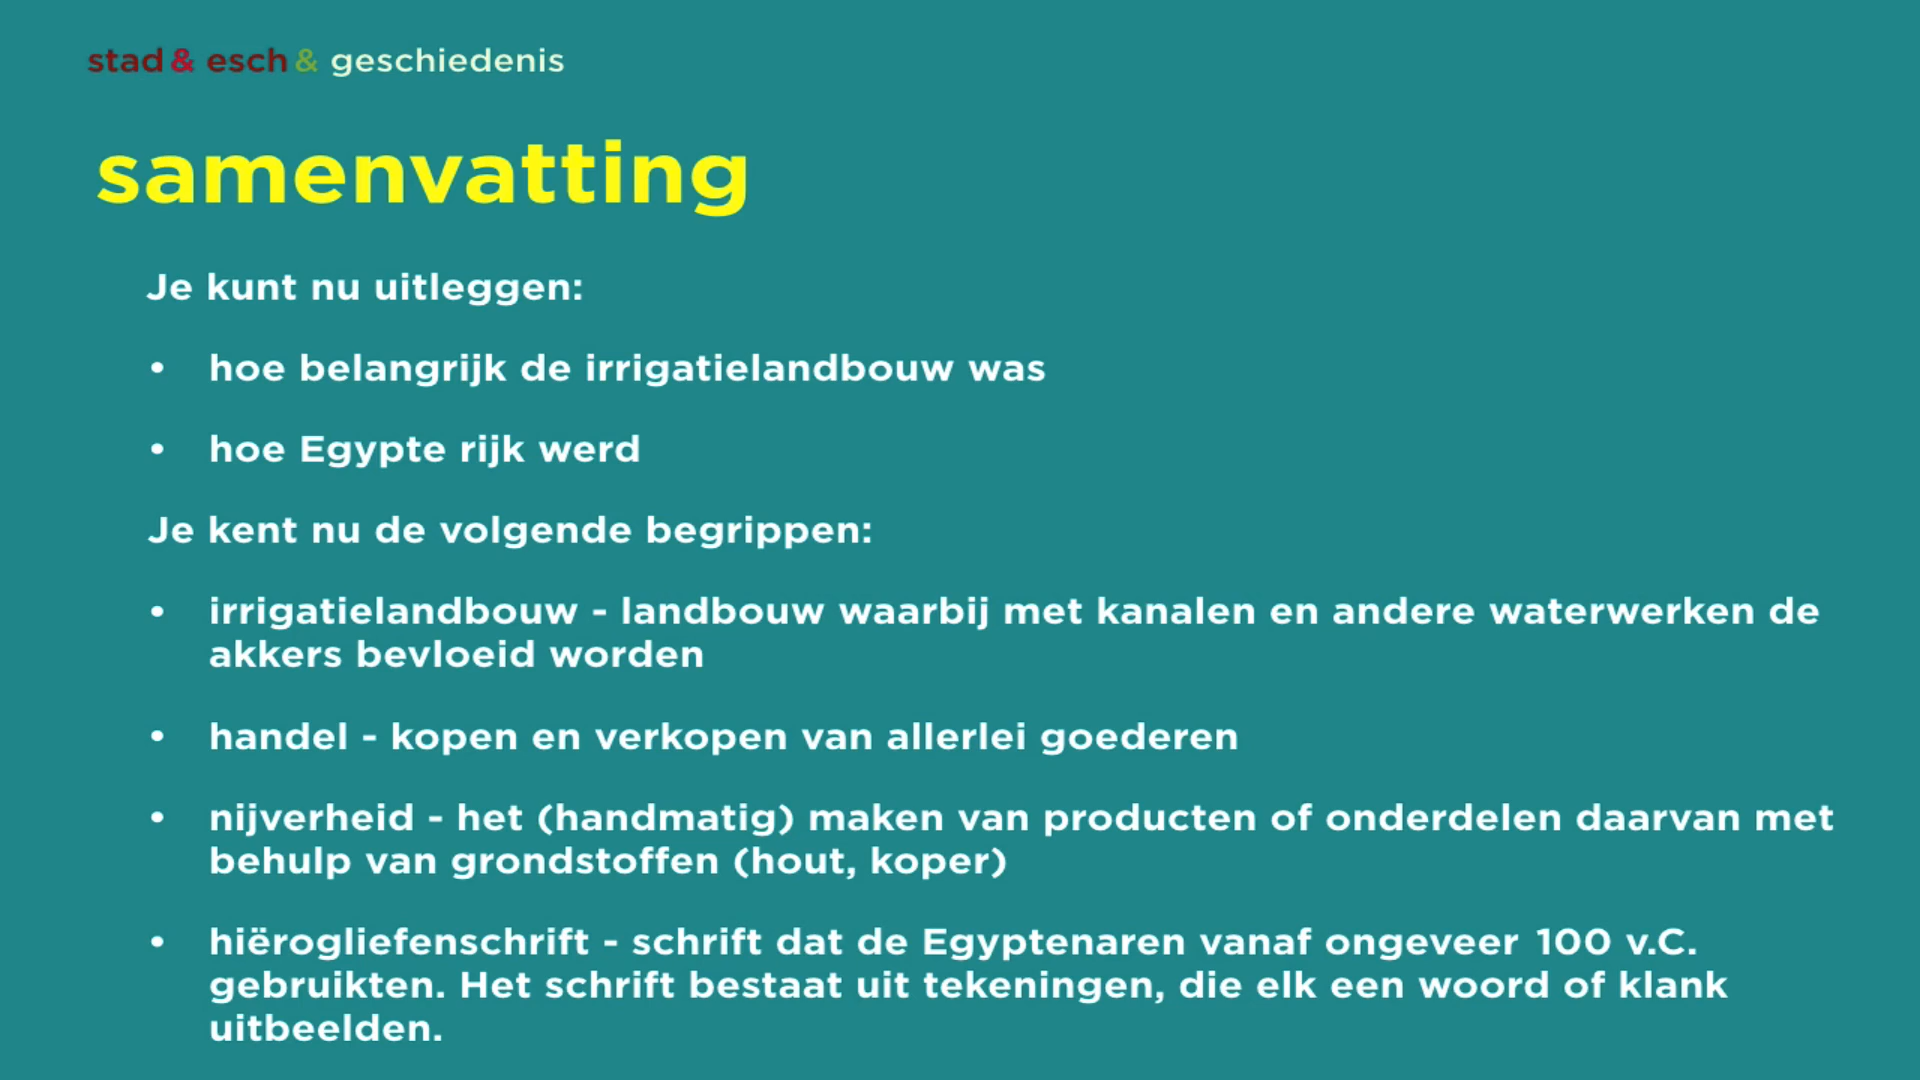 stad & esch & geschiedenis
samenvatting
Je kunt nu uitleggen:
• hoe belangrijk de irrigatielandbouw was
• hoe Egypte rijk werd
Je kent nu de volgende begrippen:
• irrigatielandbouw - landbouw waarbij met kanalen en andere waterwerken de
akkers bevloeid worden
• handel - kopen en verkopen van allerlei goederen
• nijverheid - het (handmatig) maken van producten of onderdelen daarvan met
behulp van grondstoffen (hout, koper)
• hiërogliefenschrift - schrift dat de Egyptenaren vanaf ongeveer 100 v.C.
gebruikten. Het schrift bestaat uit tekeningen, die elk een woord of klank
uitbeelden.